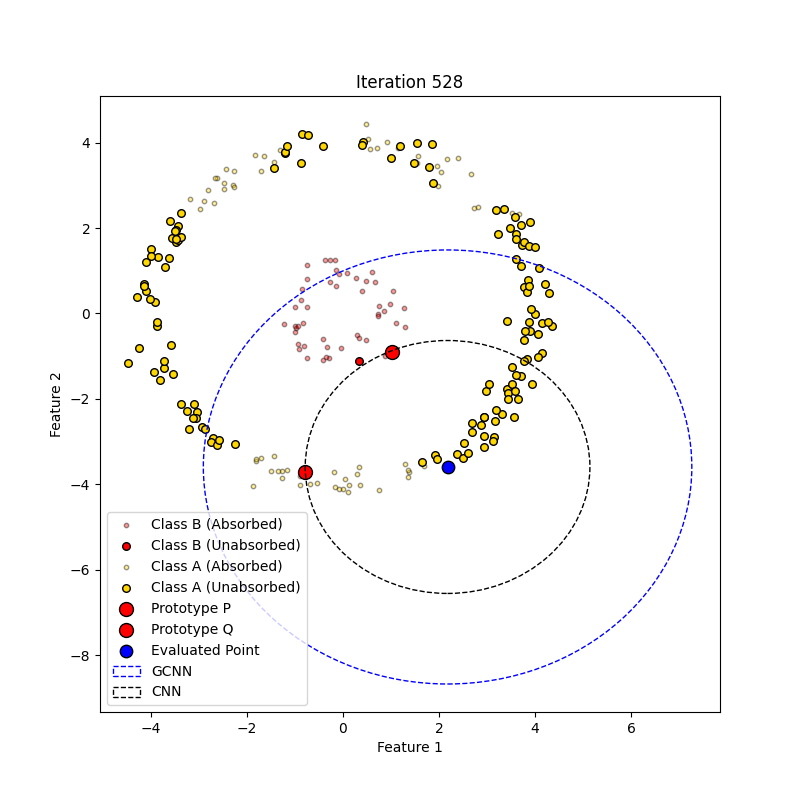 Iteration 528
Feature 2
4
2
0
−2
−4
−6
−8
Class B (Absorbed)
Class B (Unabsorbed)
Class A (Absorbed)
Class A (Unabsorbed)
Prototype P
Prototype Q
Evaluated Point
GCNN
CNN
−4 −2 0 2 4 6
Feature 1